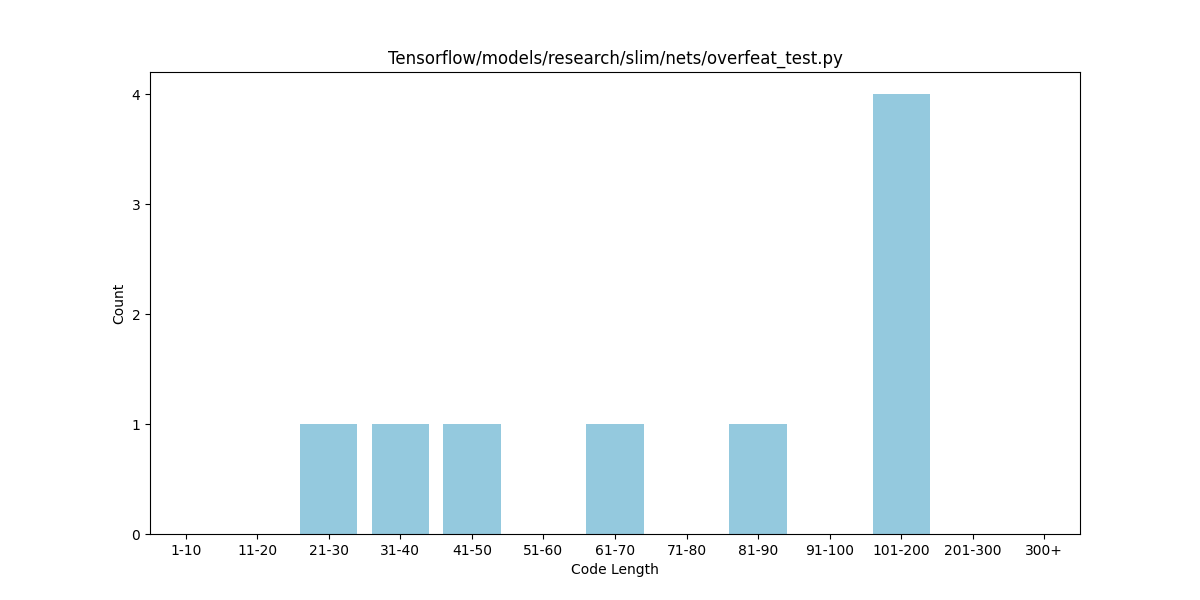 Tensorflow/models/research/slim/nets/overfeat_test.py
4
3
2
1
0
Count
1-10 11-20 21-30 31-40 41-50 51-60 61-70 71-80 81-90 91-100 101-200 201-300 300+
Code Length